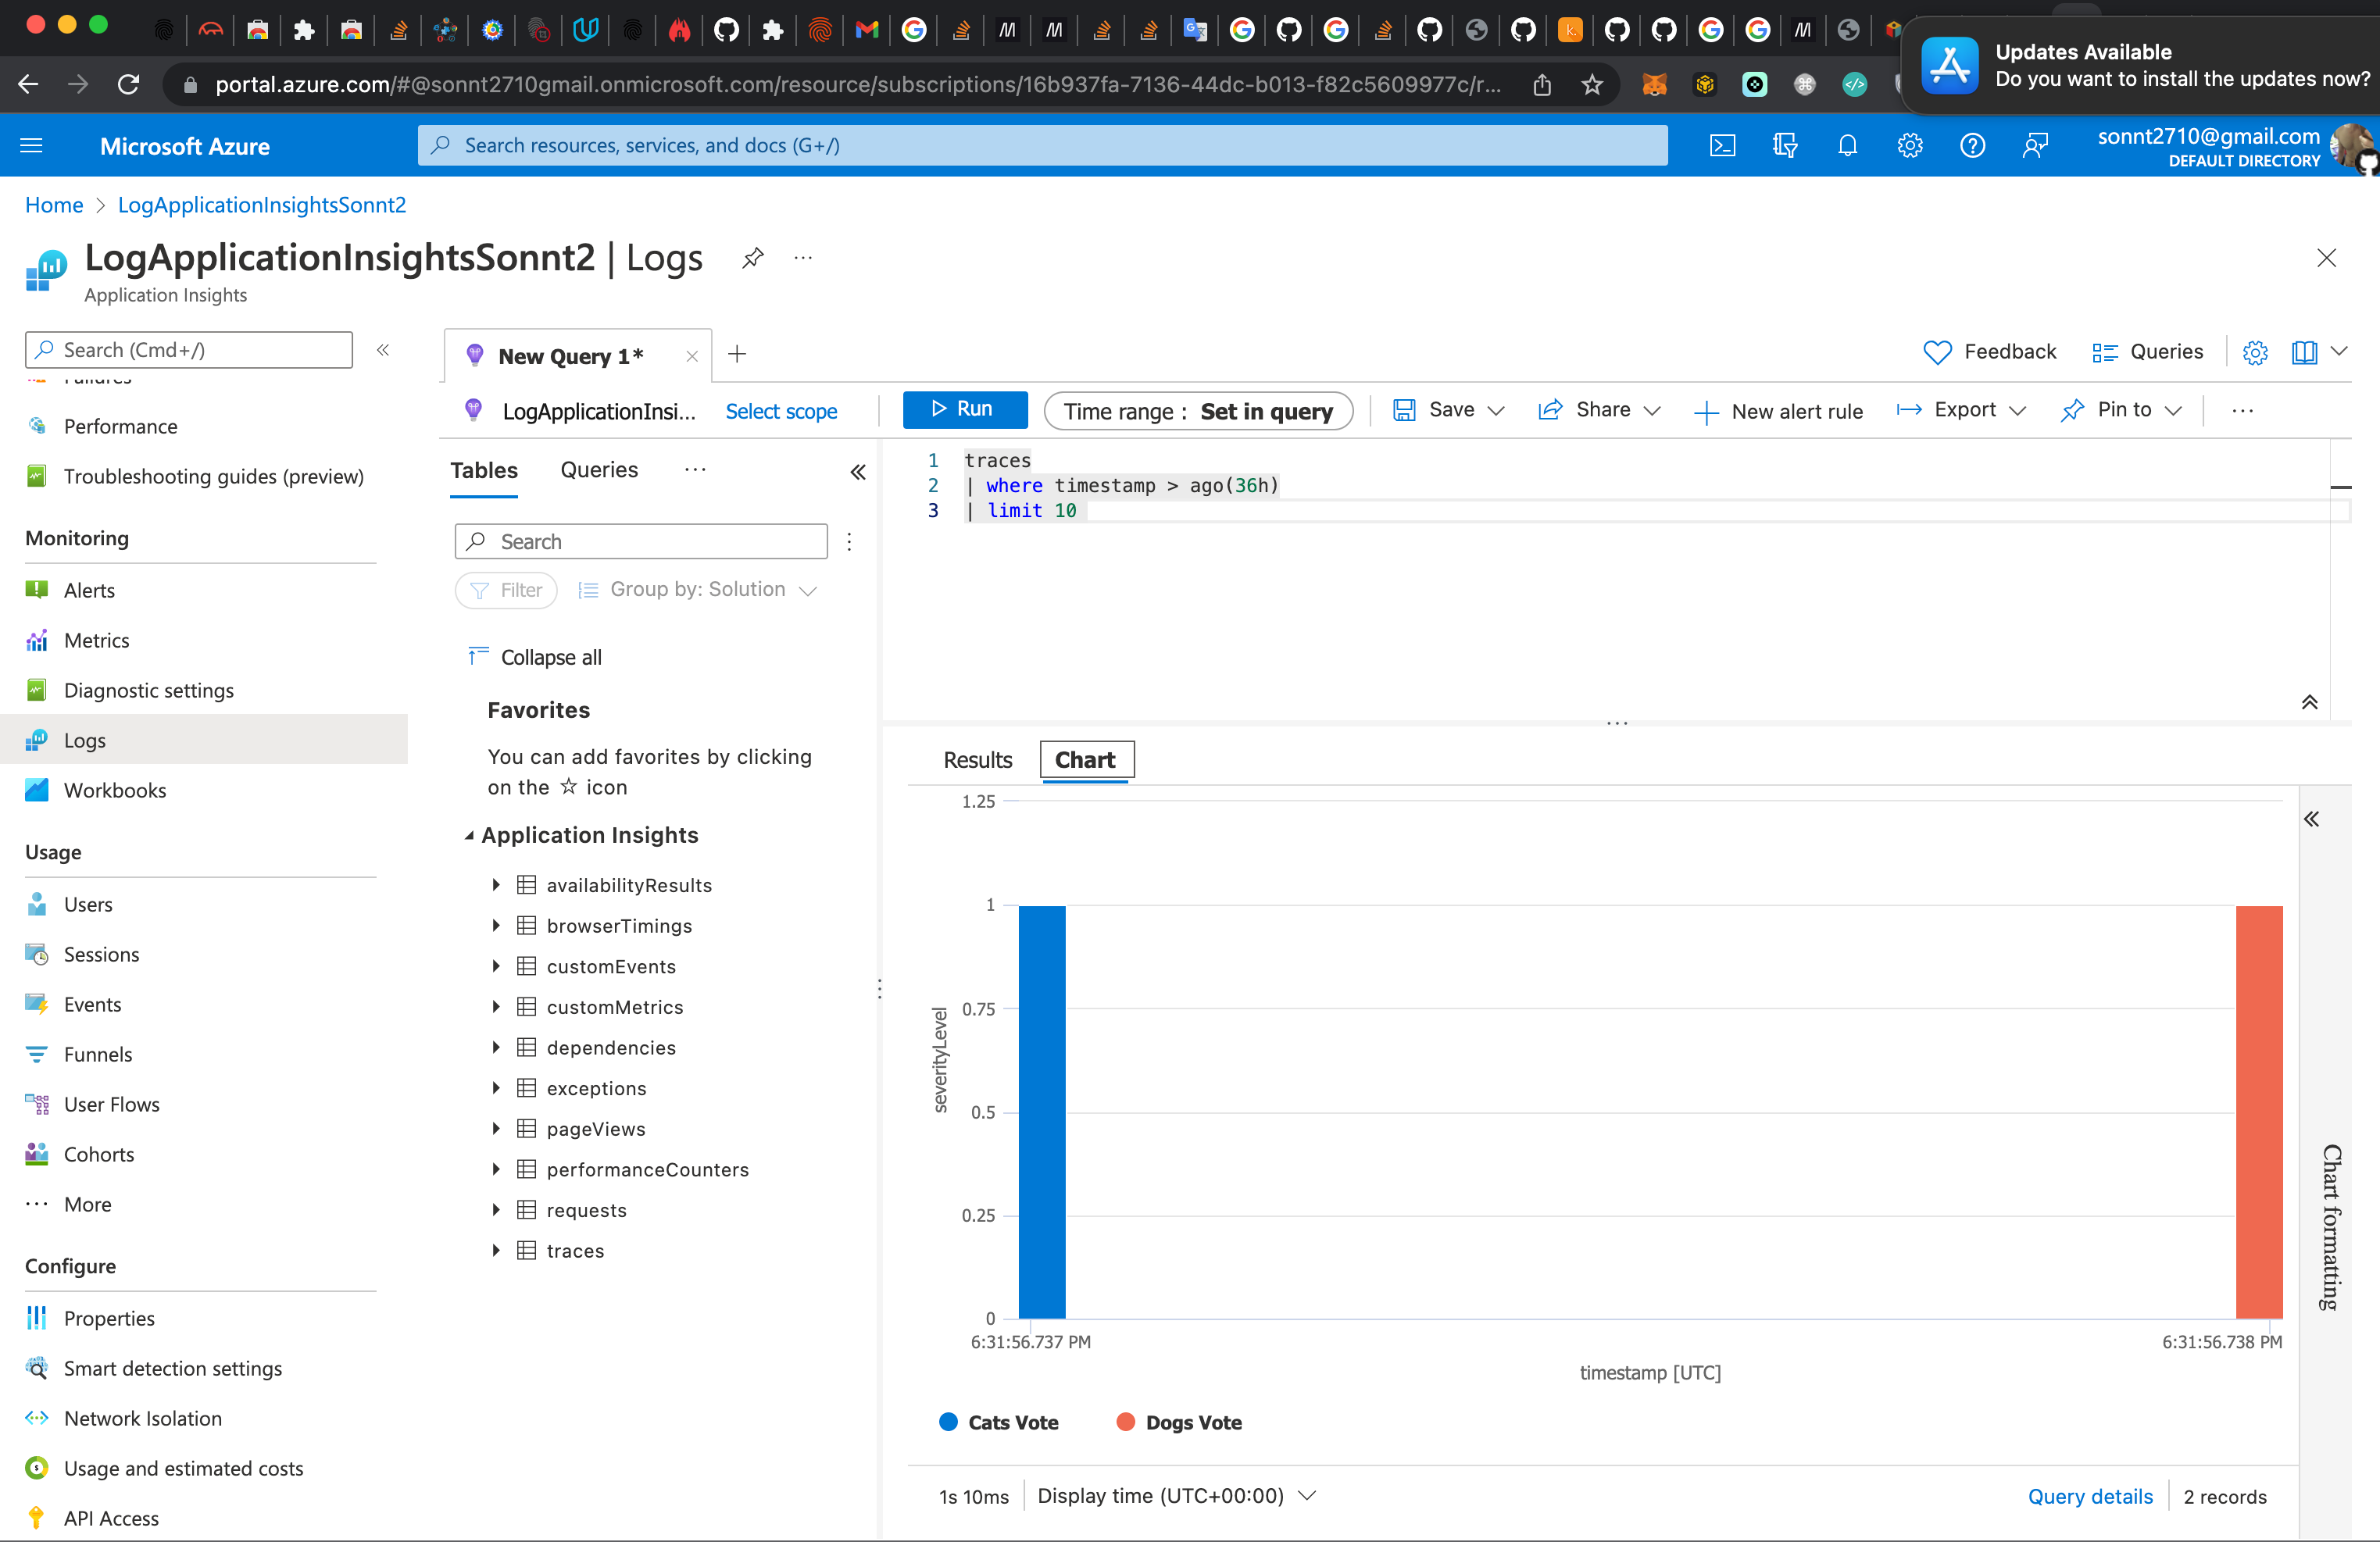 Updates Available
Do you want to install the updates now?
portal.azure.com/#@sonnt2710gmail.onmicrosoft.com/resource/subscriptions/16b937fa-7136-44dc-b013-f82c5609977c/r...
Microsoft Azure
Search resources, services, and docs (G+/)
sonnt2710@gmail.com
DEFAULT DIRECTORY
Home > LogApplicationInsightsSonnt2
LogApplicationInsightsSonnt2 | Logs
...
Application Insights
Search (Cmd+/)
Failures
Performance
Troubleshooting guides (preview)
Monitoring
Alerts
Metrics
Diagnostic settings
Logs
Workbooks
Usage
Users
Sessions
Events
Funnels
User Flows
Cohorts
More
Configure
Properties
Smart detection settings
Network Isolation
Usage and estimated costs
API Access
New Query 1*
Feedback
Queries
LogApplicationInsi...
Select scope
Run
Time range : Set in query
Save
Share
New alert rule
Export
Pin to
Tables
Queries
Search
Filter
Group by: Solution
Collapse all
Favorites
You can add favorites by clicking
on the ☆ icon
Application Insights
availabilityResults
browserTimings
customEvents
customMetrics
dependencies
exceptions
pageViews
performanceCounters
requests
traces
1 traces
2 | where timestamp > ago(36h)
3 | limit 10
Results
Chart
1.25
1
0.75
0.5
0.25
0
severityLevel
6:31:56.737 PM
6:31:56.738 PM
timestamp [UTC]
Cats Vote
Dogs Vote
Chart formatting
1s 10ms
Display time (UTC+00:00)
Query details
2 records